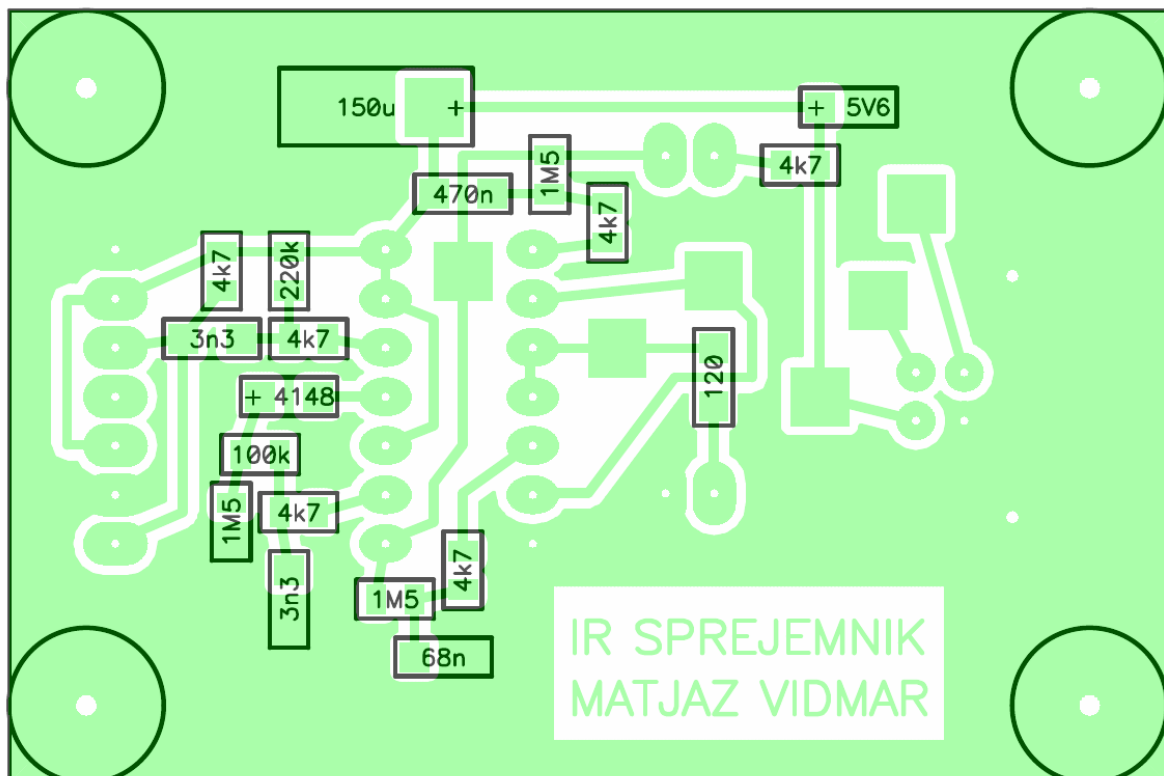 150u +
+ 5V6
1M5
4k7
470n
4k7
4k7
220k
3n3
4k7
120
+ 4148
100k
1M5
4k7
4k7
3n3
1M5
68n
IR SPREJEMNIK
MATJAZ VIDMAR